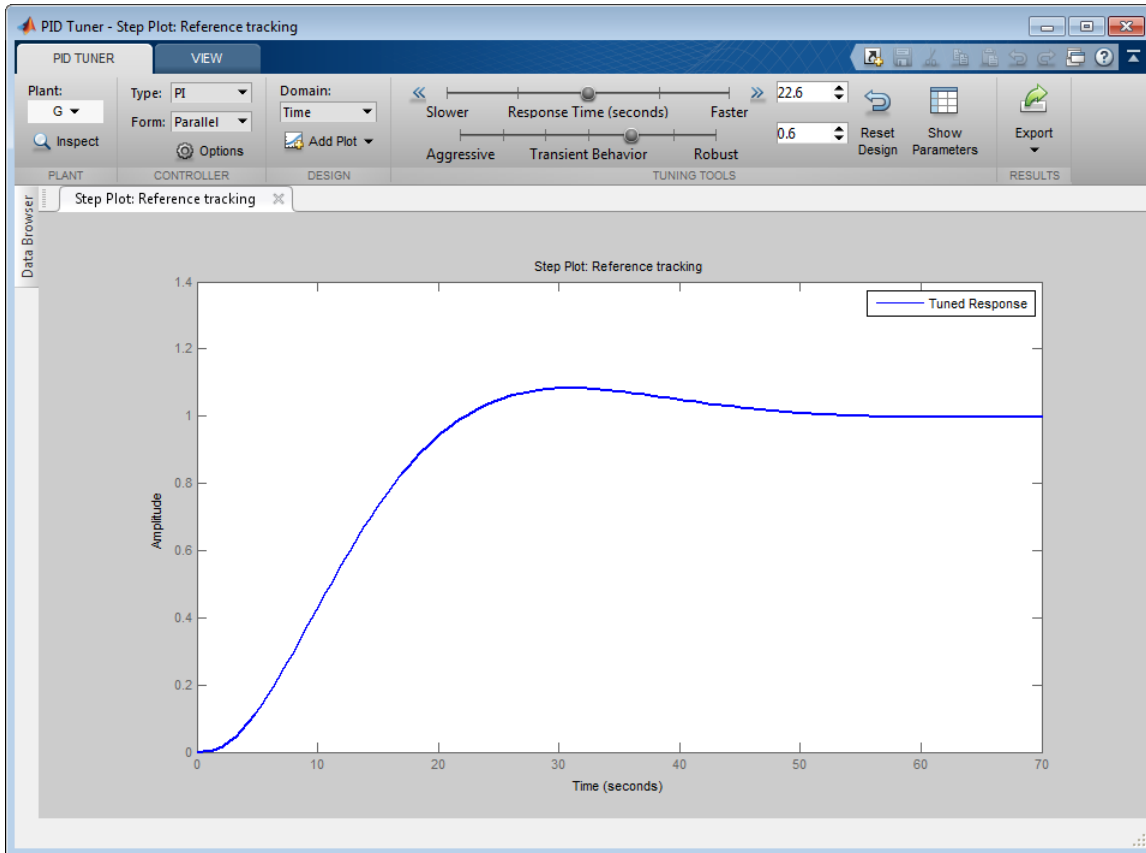 PID Tuner - Step Plot: Reference tracking
PID TUNER
VIEW
Plant:
G
Inspect
PLANT
Type: PI
Form: Parallel
Options
CONTROLLER
Domain:
Time
Add Plot
DESIGN
Slower Response Time (seconds) Faster
22.6
Aggressive Transient Behavior Robust
0.6
Reset
Design
Show
Parameters
TUNING TOOLS
Export
RESULTS
Data Browser
Step Plot: Reference tracking
Step Plot: Reference tracking
Tuned Response
Amplitude
1.4
1.2
1
0.8
0.6
0.4
0.2
0
0 10 20 30 40 50 60 70
Time (seconds)